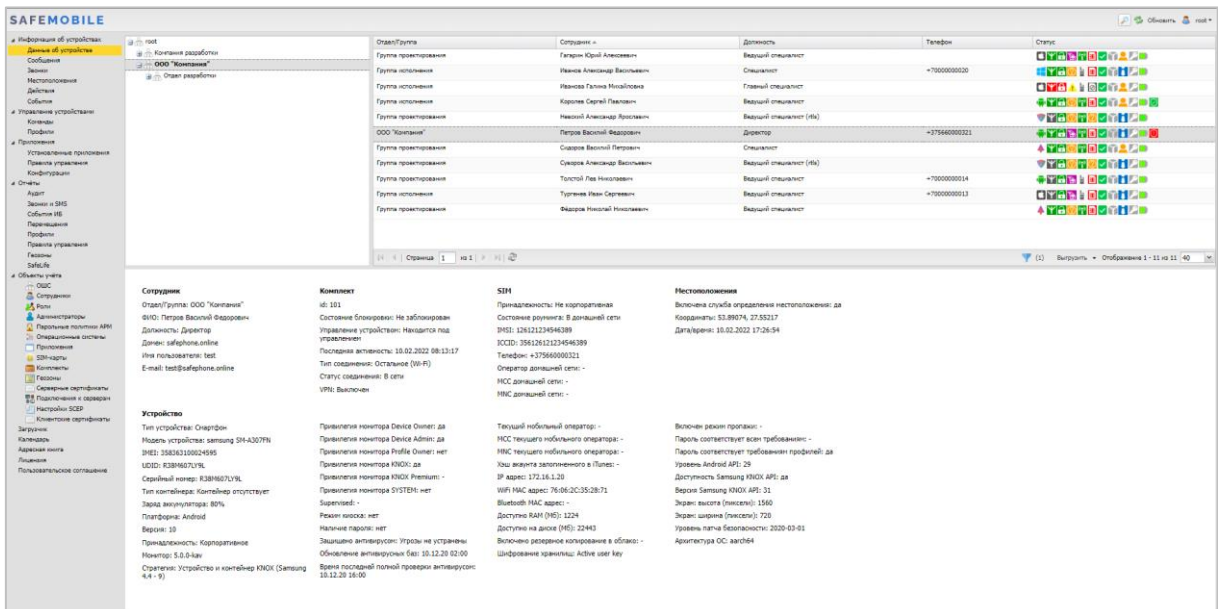 SAFEMOBILE
Обновить root
Информация об устройствах
Данные об устройстве
Сообщения
Звонки
Местоположения
Действия
События
Управление устройствами
Команды
Профили
Приложения
Установленные приложения
Правила управления
Конфигурации
Отчёты
Аудит
Звонки и SMS
События ИБ
Перемещения
Профили
Правила управления
Геозоны
SafeLife
Объекты учёта
ОШС
Сотрудники
Роли
Администраторы
Парольные политики АРМ
Операционные системы
Приложения
SIM-карты
Комплекты
Геозоны
Серверные сертификаты
Подключения к серверам
Настройки SCEP
Клиентские сертификаты
Загрузчик
Календарь
Адресная книга
Лицензия
Пользовательское соглашение
root
Компания разработки
ООО "Компания"
Отдел разработки
Отдел/Группа Сотрудник Должность Телефон Статус
Группа проектирования Гагарин Юрий Алексеевич Ведущий специалист
Группа исполнения Иванов Александр Васильевич Специалист +70000000020
Группа исполнения Иванова Галина Михайловна Главный специалист
Группа проектирования Королев Сергей Павлович Ведущий специалист
Группа проектирования Невский Александр Ярославич Ведущий специалист (rtls)
ООО "Компания" Петров Василий Федорович Директор +375660000321
Группа исполнения Сидоров Василий Петрович Специалист
Группа проектирования Суворов Александр Васильевич Ведущий специалист (rtls)
Группа проектирования Толстой Лев Николаевич Ведущий специалист +70000000014
Группа исполнения Тургенев Иван Сергеевич Ведущий специалист +70000000013
Группа проектирования Фёдоров Николай Николаевич Ведущий специалист
Страница 1 из 1 (1) Выгрузить Отображение 1 - 11 из 11 40
Сотрудник
Отдел/Группа: ООО "Компания"
ФИО: Петров Василий Федорович
Должность: Директор
Домен: safephone.online
Имя пользователя: test
E-mail: test@safephone.online
Комплект
id: 101
Состояние блокировки: Не заблокирован
Управление устройством: Находится под
управлением
Последняя активность: 10.02.2022 08:13:17
Тип соединения: Остальное (Wi-Fi)
Статус соединения: В сети
VPN: Выключен
SIM
Принадлежность: Не корпоративная
Состояние роуминга: В домашней сети
IMSI: 126121234546389
ICCID: 356126121234546389
Телефон: +375660000321
Оператор домашней сети: -
MCC домашней сети: -
MNC домашней сети: -
Местоположения
Включена служба определения местоположения: да
Координаты: 53.89074, 27.55217
Дата/время: 10.02.2022 17:26:54
Устройство
Тип устройства: Смартфон
Модель устройства: samsung SM-A307FN
IMEI: 358363100024595
UDID: R38M607LY9L
Серийный номер: R38M607LY9L
Тип контейнера: Контейнер отсутствует
Заряд аккумулятора: 80%
Платформа: Android
Версия: 10
Принадлежность: Корпоративное
Монитор: 5.0.0-kav
Стратегия: Устройство и контейнер KNOX (Samsung
4.4 - 9)
Привилегия монитора Device Owner: да
Привилегия монитора Device Admin: да
Привилегия монитора Profile Owner: нет
Привилегия монитора KNOX: да
Привилегия монитора KNOX Premium: -
Привилегия монитора SYSTEM: нет
Supervised: -
Режим киоска: нет
Наличие пароля: нет
Защищено антивирусом: Угрозы не устранены
Обновление антивирусных баз: 10.12.20 02:00
Время последней полной проверки антивирусом:
10.12.20 16:00
Текущий мобильный оператор: -
MCC текущего мобильного оператора: -
MNC текущего мобильного оператора: -
Хэш акаунта залогиненного в iTunes: -
IP адрес: 172.16.1.20
WiFi MAC адрес: 76:06:2C:35:28:71
Bluetooth MAC адрес: -
Доступно RAM (Мб): 1224
Доступно на диске (Мб): 22443
Включено резервное копирование в облако: -
Шифрование хранилищ: Active user key
Включен режим пропажи: -
Пароль соответствует всем требованиям: -
Пароль соответствует требованиям профилей: да
Уровень Android API: 29
Доступность Samsung KNOX API: да
Версия Samsung KNOX API: 31
Экран: высота (пиксели): 1560
Экран: ширина (пиксели): 720
Уровень патча безопасности: 2020-03-01
Архитектура ОС: aarch64